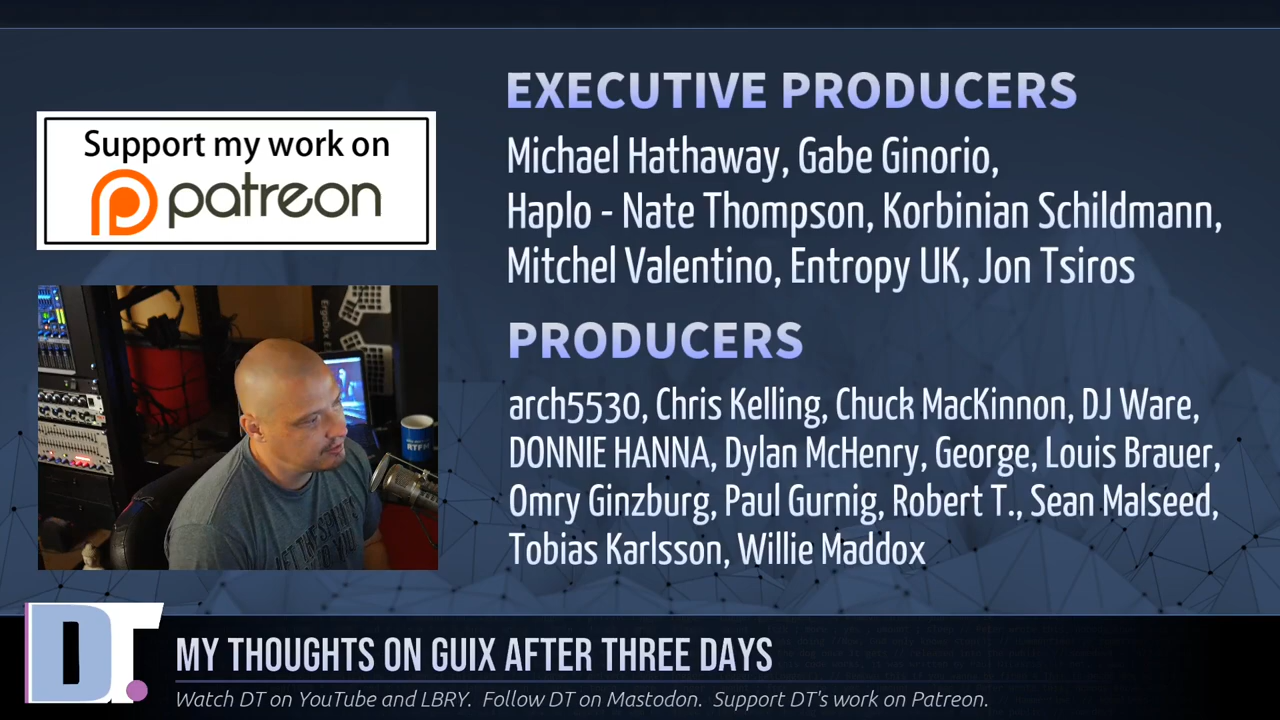 Support my work on
patreon
EXECUTIVE PRODUCERS
Michael Hathaway, Gabe Ginorio,
Haplo - Nate Thompson, Korbinian Schildmann,
Mitchel Valentino, Entropy UK, Jon Tsiros
PRODUCERS
arch5530, Chris Kelling, Chuck MacKinnon, DJ Ware,
DONNIE HANNA, Dylan McHenry, George, Louis Brauer,
Omry Ginzburg, Paul Gurnig, Robert T., Sean Malseed,
Tobias Karlsson, Willie Maddox
RTFM
DT.
MY THOUGHTS ON GUIX AFTER THREE DAYS
Watch DT on YouTube and LBRY. Follow DT on Mastodon. Support DT's work on Patreon.